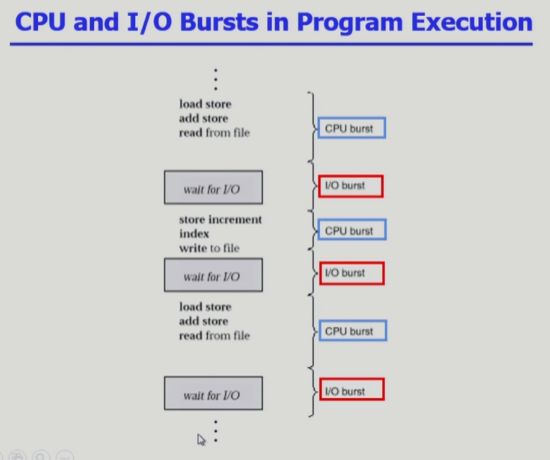 CPU and I/O Bursts in Program Execution
load store
add store
read from file
CPU burst
wait for I/O
I/O burst
store increment
index
write to file
CPU burst
wait for I/O
I/O burst
load store
add store
read from file
CPU burst
wait for I/O
I/O burst